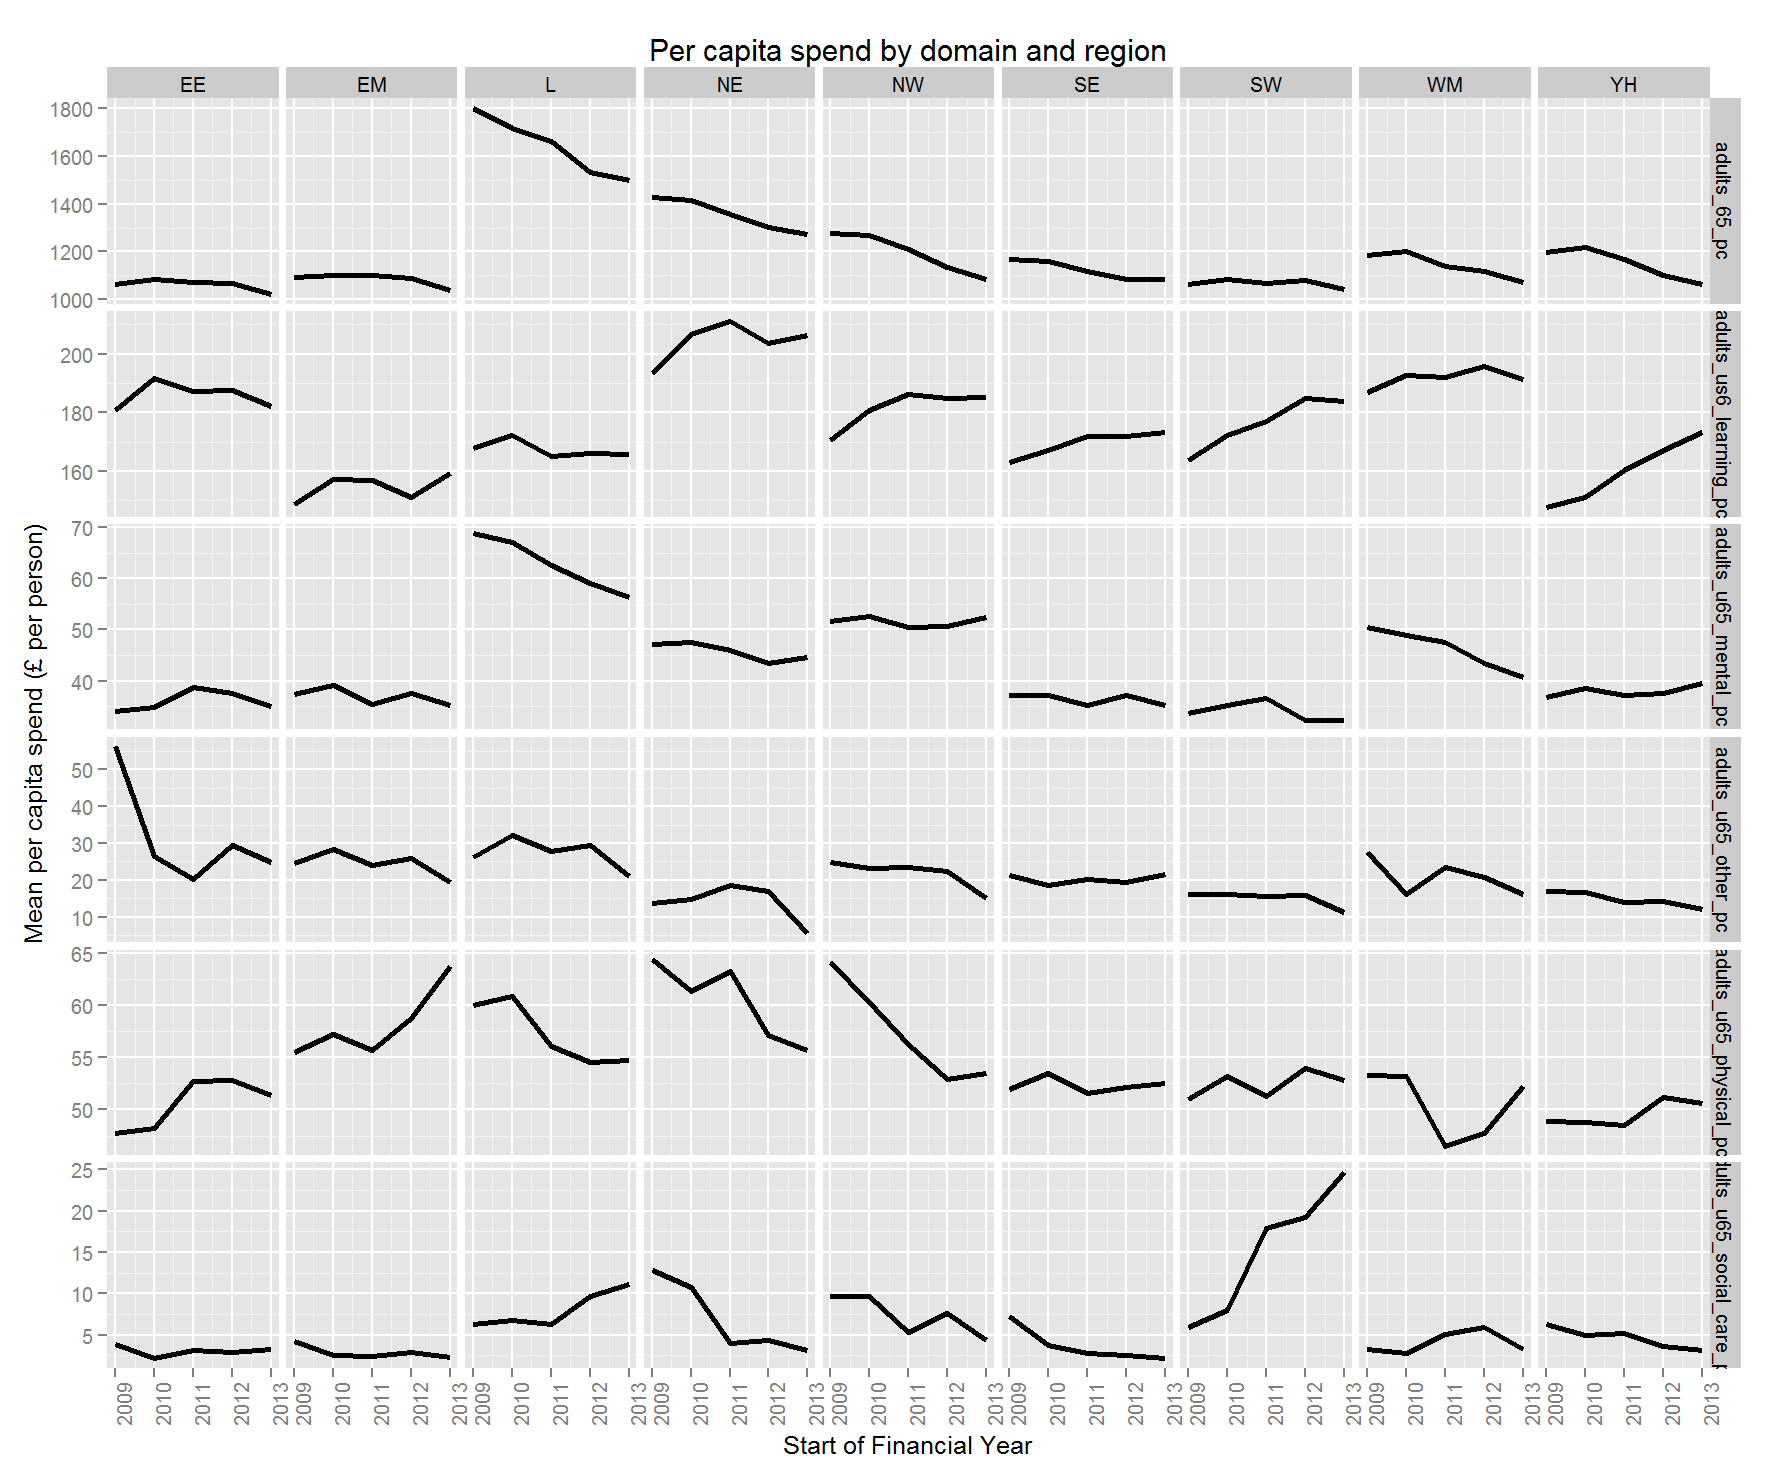 Per capita spend by domain and region
EE EM L NE NW SE SW WM YH
1800
1600
1400
1200
1000
adults_65_pc
200
180
160
adults_us6_learning_pc
70
60
50
40
adults_u65_mental_pc
50
40
30
20
10
adults_u65_other_pc
65
60
55
50
adults_u65_physical_pc
25
20
15
10
5
dults_u65_social_care_p
Mean per capita spend (£ per person)
2009 2010 2011 2012 2013 2009 2010 2011 2012 2013 2009 2010 2011 2012 2013 2009 2010 2011 2012 2013 2009 2010 2011 2012 2013 2009 2010 2011 2012 2013 2009 2010 2011 2012 2013 2009 2010 2011 2012 2013 2009 2010 2011 2012 2013
Start of Financial Year